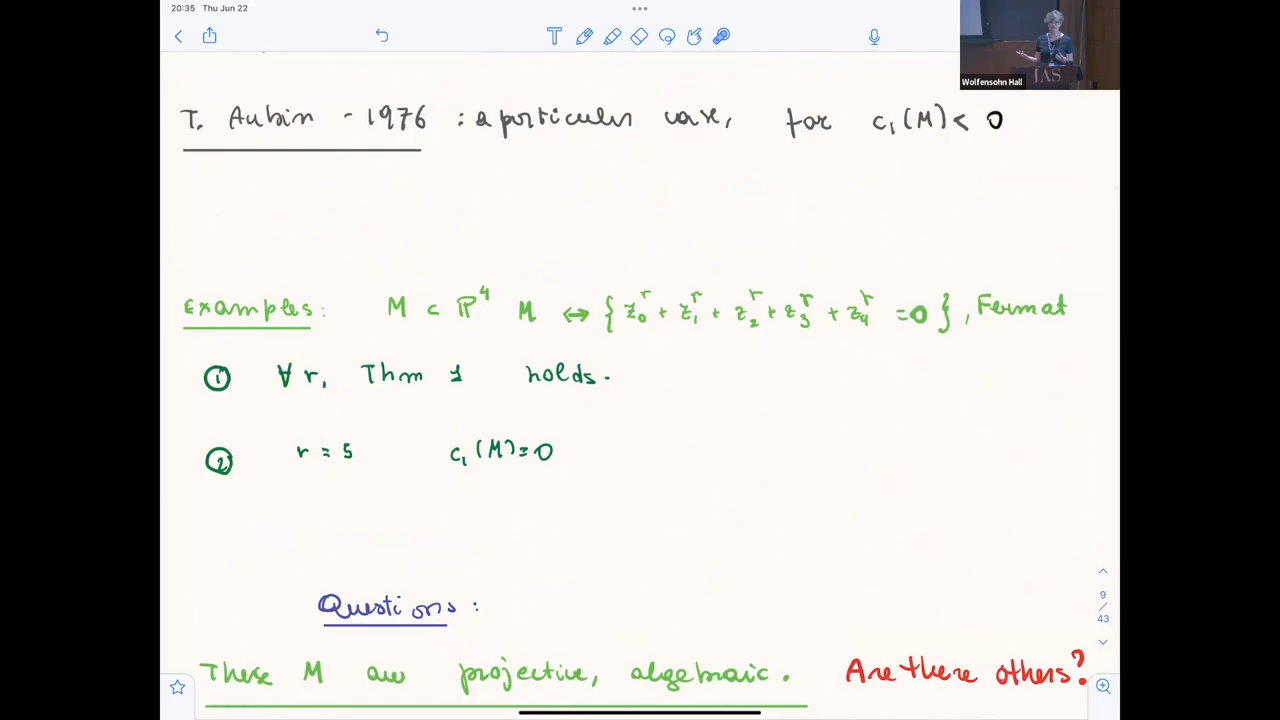 20:35 Thu Jun 22
Wolfensohn Hall
IAS
T. Aubin - 1976 : a particular case, for c₁(M) < 0
Examples: M ⊂ ℙ⁴ M ↔ { z₀ʳ + z₁ʳ + z₂ʳ + z₃ʳ + z₄ʳ = 0 }, Fermat
① ∀ r, Thm 1 holds.
② r = 5 c₁(M) = 0
Questions:
9
/
43
These M are projective, algebraic. Are there others?